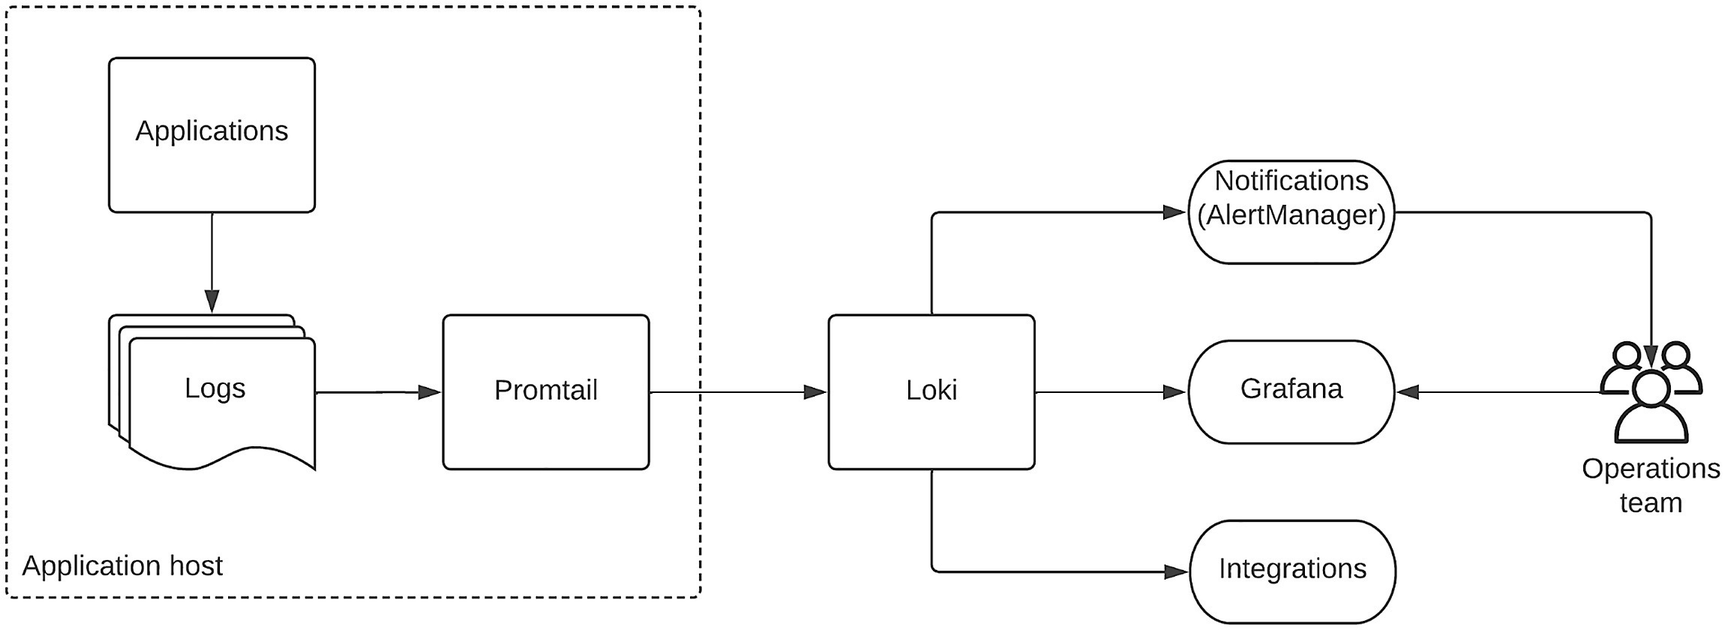 Applications
Logs
Promtail
Application host
Loki
Notifications
(AlertManager)
Grafana
Integrations
Operations
team